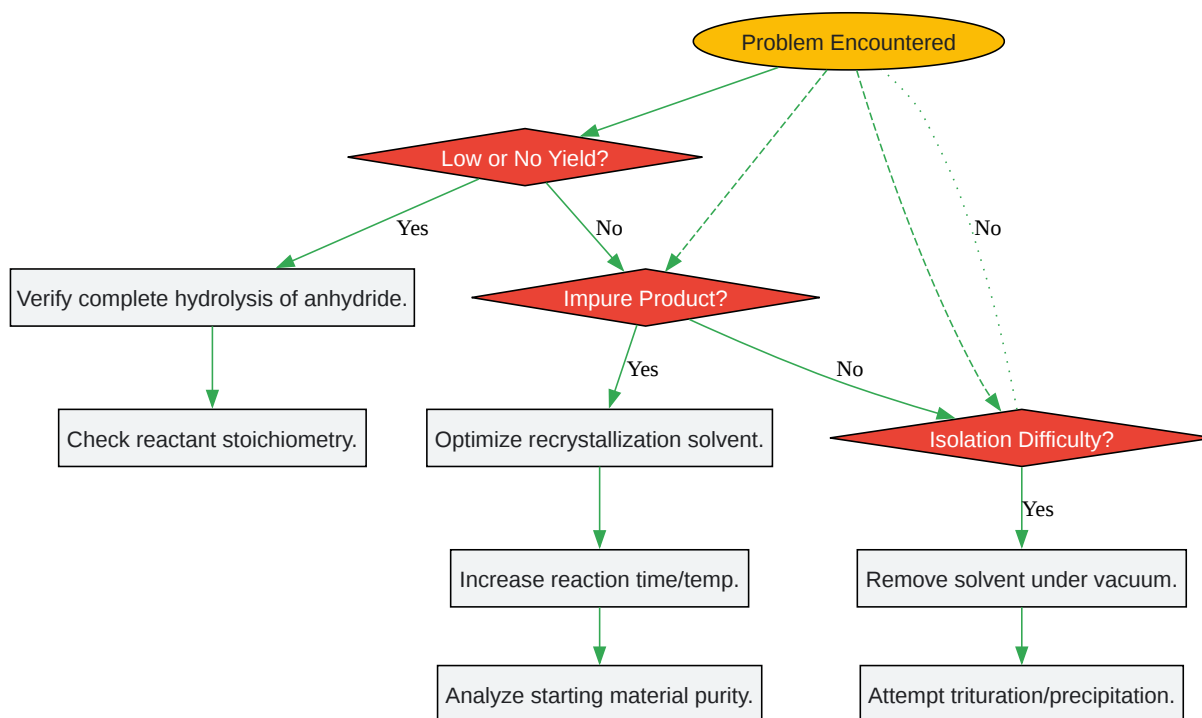 Problem Encountered
Low or No Yield?
Yes
No
No
Verify complete hydrolysis of anhydride.
Impure Product?
Yes
No
Check reactant stoichiometry.
Optimize recrystallization solvent.
Isolation Difficulty?
Yes
Increase reaction time/temp.
Remove solvent under vacuum.
Analyze starting material purity.
Attempt trituration/precipitation.